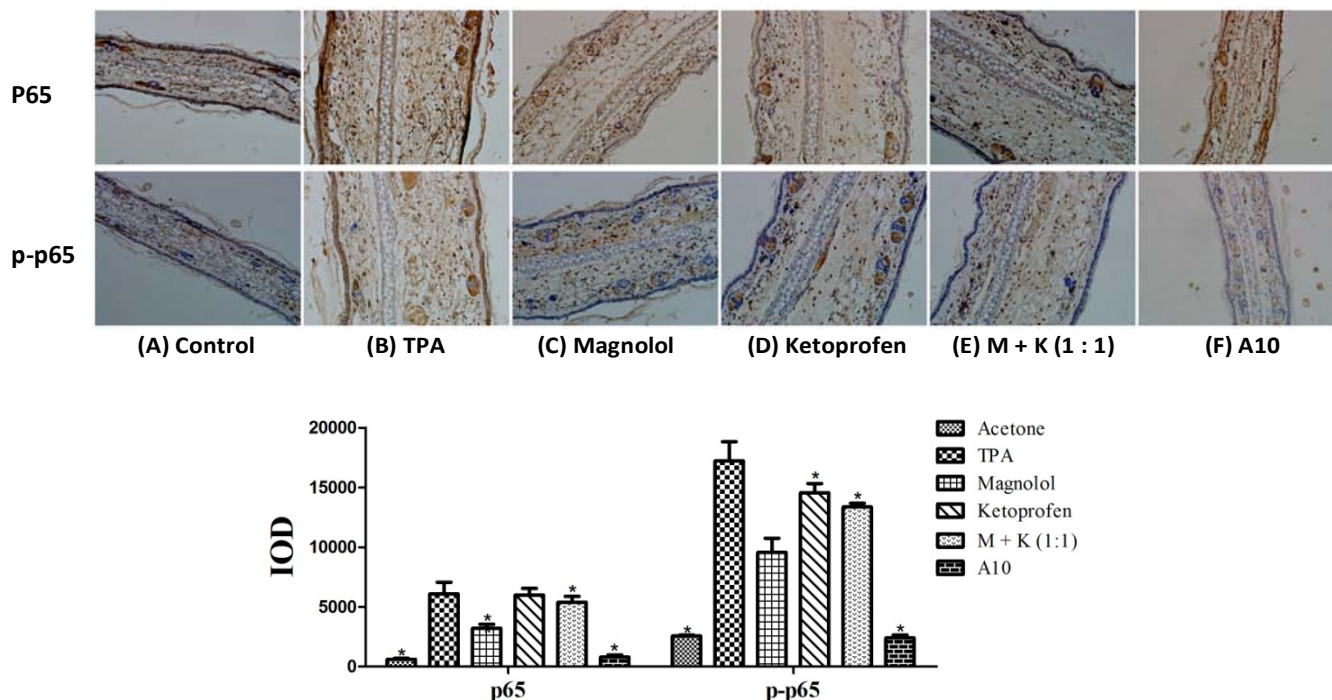 P65
p-p65
(A) Control
(B) TPA
(C) Magnolol
(D) Ketoprofen
(E) M + K (1 : 1)
(F) A10
IOD
20000
15000
10000
5000
0
*
*
*
*
*
*
*
*
p65
p-p65
Acetone
TPA
Magnolol
Ketoprofen
M + K (1:1)
A10